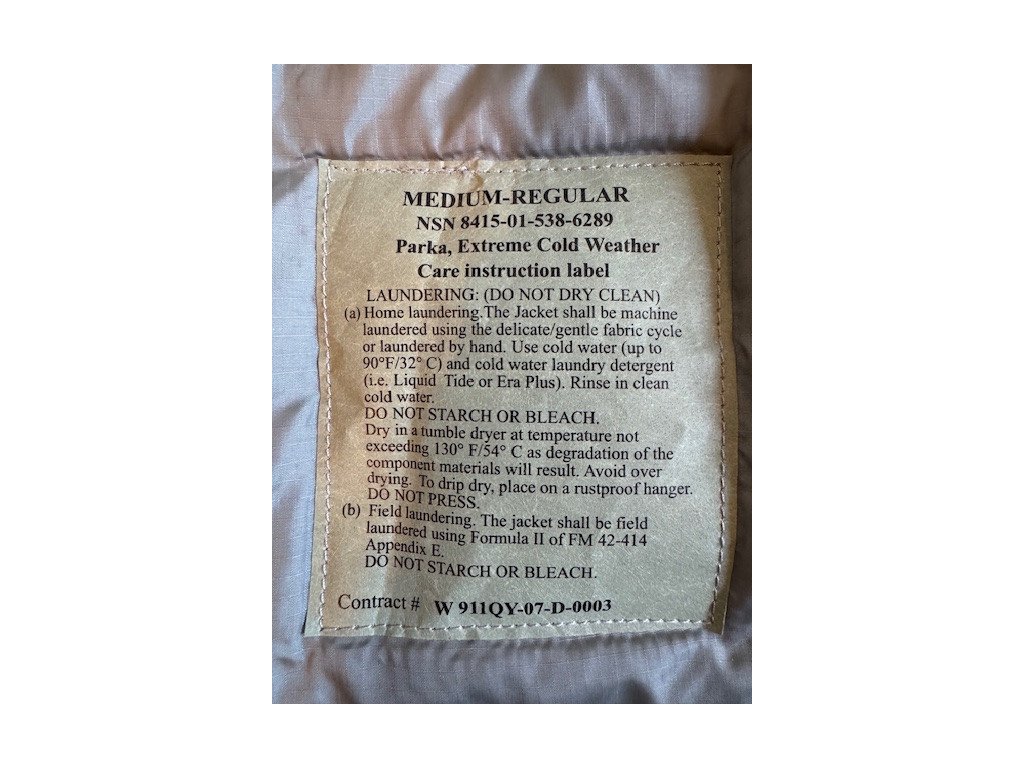 MEDIUM-REGULAR
NSN 8415-01-538-6289
Parka, Extreme Cold Weather
Care instruction label
LAUNDERING: (DO NOT DRY CLEAN)
(a) Home laundering.The Jacket shall be machine
laundered using the delicate/gentle fabric cycle
or laundered by hand. Use cold water (up to
90°F/32° C) and cold water laundry detergent
(i.e. Liquid Tide or Era Plus). Rinse in clean
cold water.
DO NOT STARCH OR BLEACH.
Dry in a tumble dryer at temperature not
exceeding 130° F/54° C as degradation of the
component materials will result. Avoid over
drying. To drip dry, place on a rustproof hanger.
DO NOT PRESS.
(b) Field laundering. The jacket shall be field
laundered using Formula II of FM 42-414
Appendix E.
DO NOT STARCH OR BLEACH.
Contract # W 911QY-07-D-0003